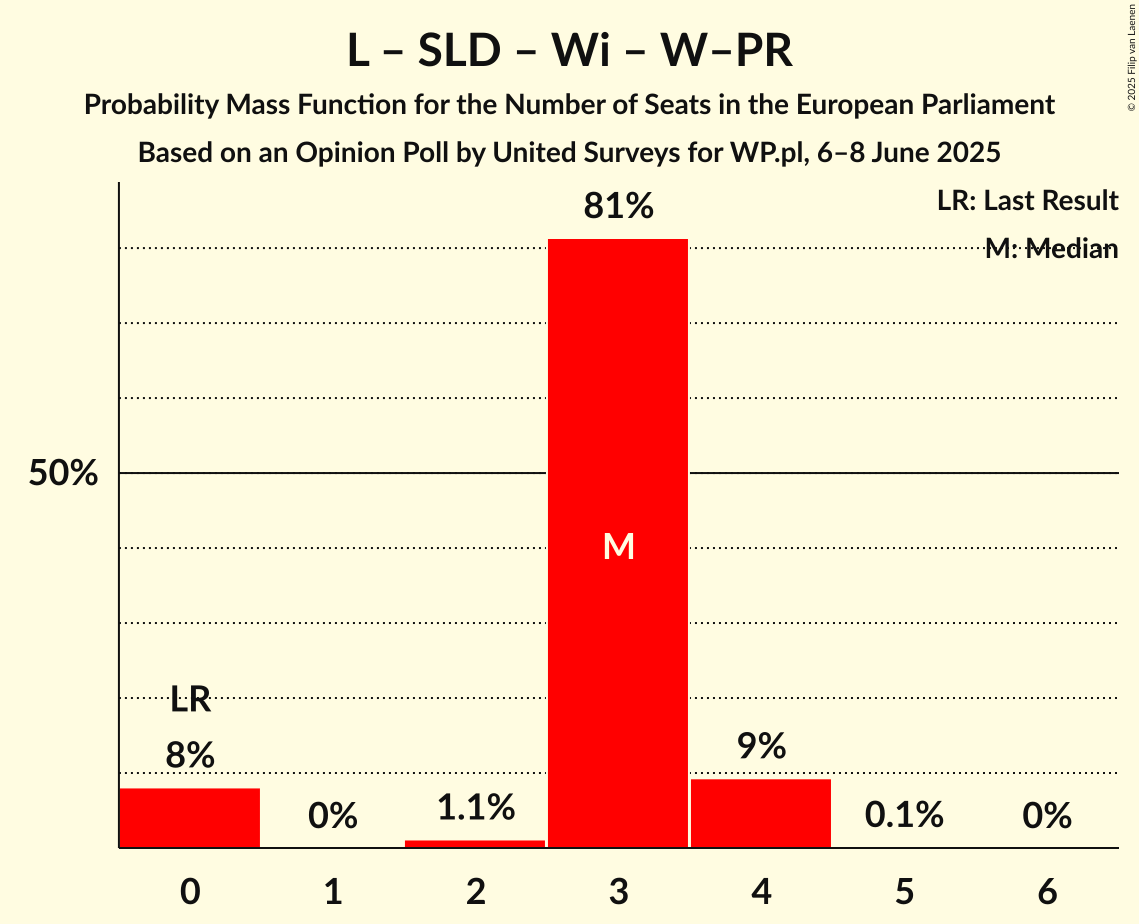 L – SLD – Wi – W–PR
Probability Mass Function for the Number of Seats in the European Parliament
Based on an Opinion Poll by United Surveys for WP.pl, 6–8 June 2025
© 2025 Filip van Laenen
LR: Last Result
M: Median
81%
50%
M
LR
8%
0%
1.1%
9%
0.1%
0%
0 1 2 3 4 5 6